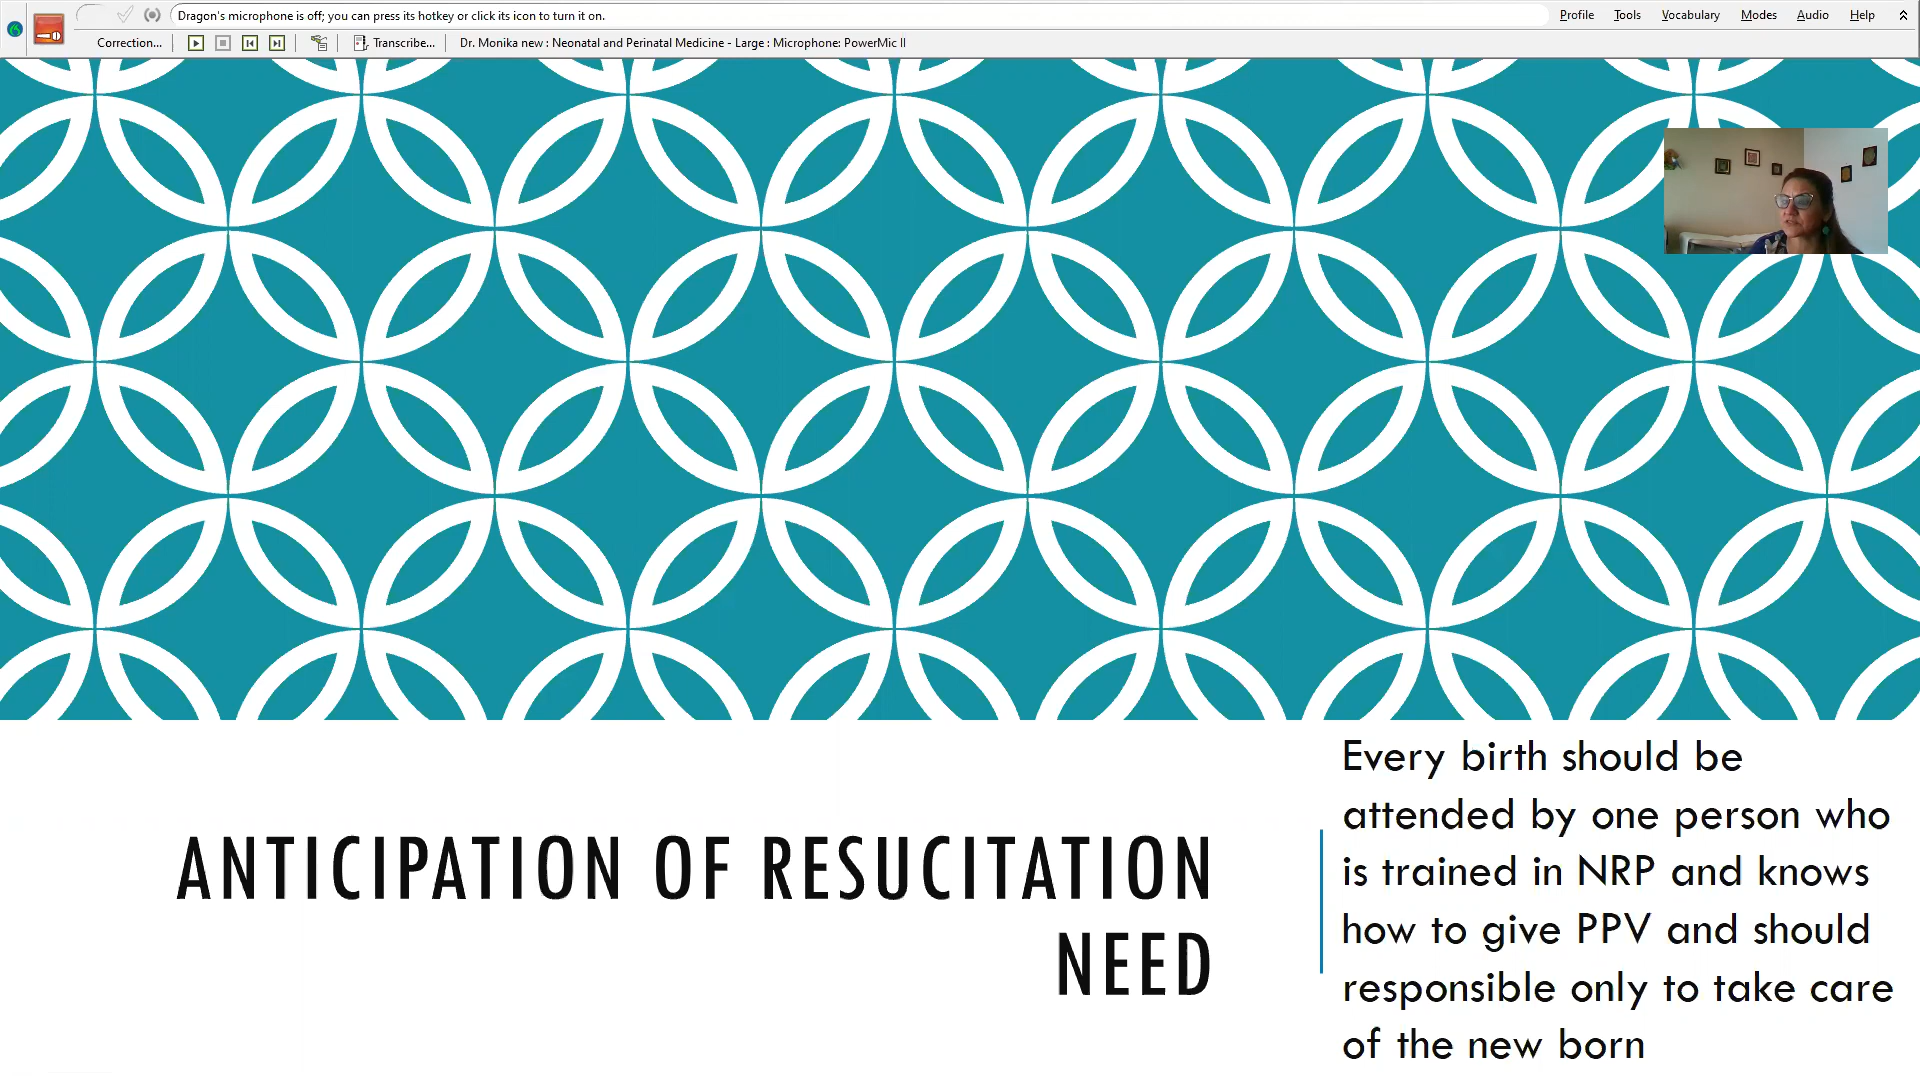 Dragon's microphone is off; you can press its hotkey or click its icon to turn it on.
Profile Tools Vocabulary Modes Audio Help
Correction... Transcribe... Dr. Monika new : Neonatal and Perinatal Medicine - Large : Microphone: PowerMic II
ANTICIPATION OF RESUCITATION
NEED
Every birth should be
attended by one person who
is trained in NRP and knows
how to give PPV and should
responsible only to take care
of the new born